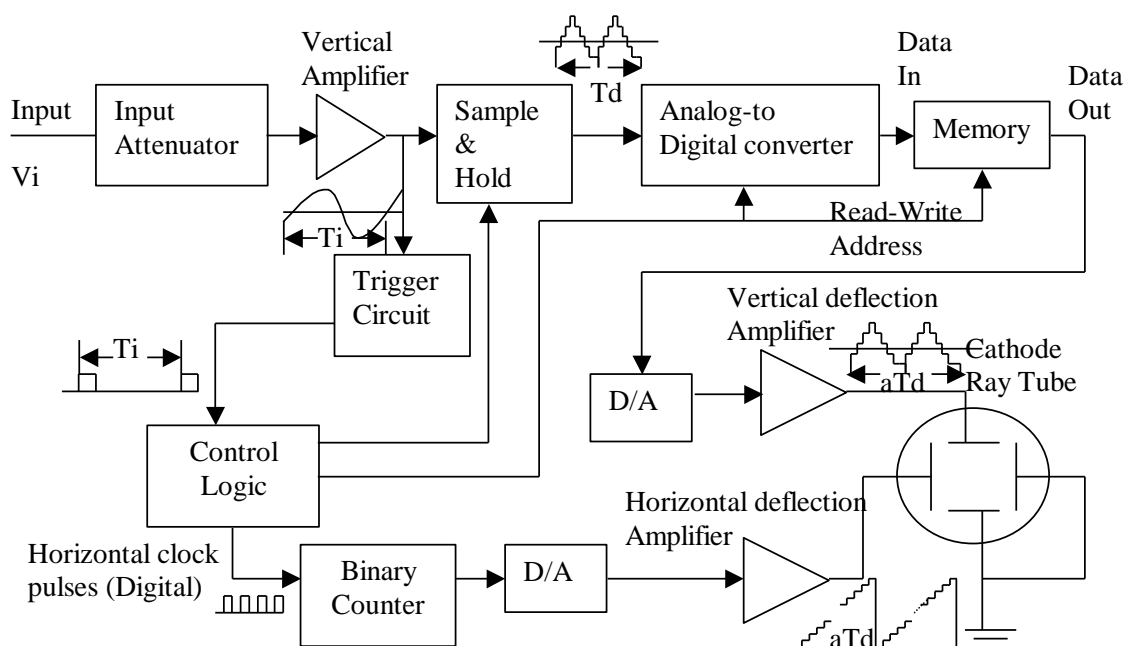 Vertical
Amplifier
Input
Vi
Input
Attenuator
Sample
&
Hold
Td
Analog-to
Digital converter
Data
In
Memory
Data
Out
Ti
Read-Write
Address
Trigger
Circuit
Ti
Vertical deflection
Amplifier
Cathode
Ray Tube
aTd
D/A
Control
Logic
Horizontal deflection
Amplifier
Horizontal clock
pulses (Digital)
Binary
Counter
D/A
aTd